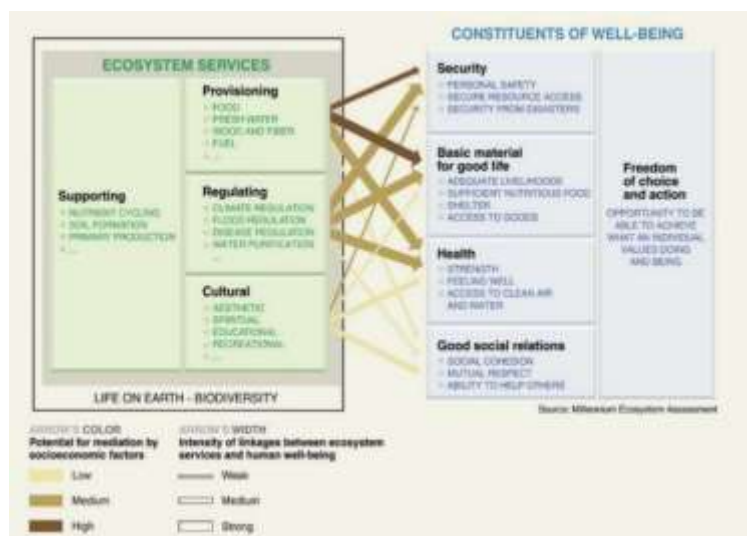 CONSTITUENTS OF WELL-BEING
ECOSYSTEM SERVICES
Supporting
NUTRIENT CYCLING
SOIL FORMATION
PRIMARY PRODUCTION
...
Provisioning
FOOD
FRESH WATER
WOOD AND FIBER
FUEL
...
Regulating
CLIMATE REGULATION
FLOOD REGULATION
DISEASE REGULATION
WATER PURIFICATION
...
Cultural
AESTHETIC
SPIRITUAL
EDUCATIONAL
RECREATIONAL
...
LIFE ON EARTH - BIODIVERSITY
Security
PERSONAL SAFETY
SECURE RESOURCE ACCESS
SECURITY FROM DISASTERS
Basic material
for good life
ADEQUATE LIVELIHOODS
SUFFICIENT NUTRITIOUS FOOD
SHELTER
ACCESS TO GOODS
Health
STRENGTH
FEELING WELL
ACCESS TO CLEAN AIR
AND WATER
Good social relations
SOCIAL COHESION
MUTUAL RESPECT
ABILITY TO HELP OTHERS
Freedom
of choice
and action
OPPORTUNITY TO BE
ABLE TO ACHIEVE
WHAT AN INDIVIDUAL
VALUES DOING
AND BEING
Source: Millennium Ecosystem Assessment
ARROW'S COLOR
Potential for mediation by
socioeconomic factors
Low
Medium
High
ARROW'S WIDTH
Intensity of linkages between ecosystem
services and human well-being
Weak
Medium
Strong